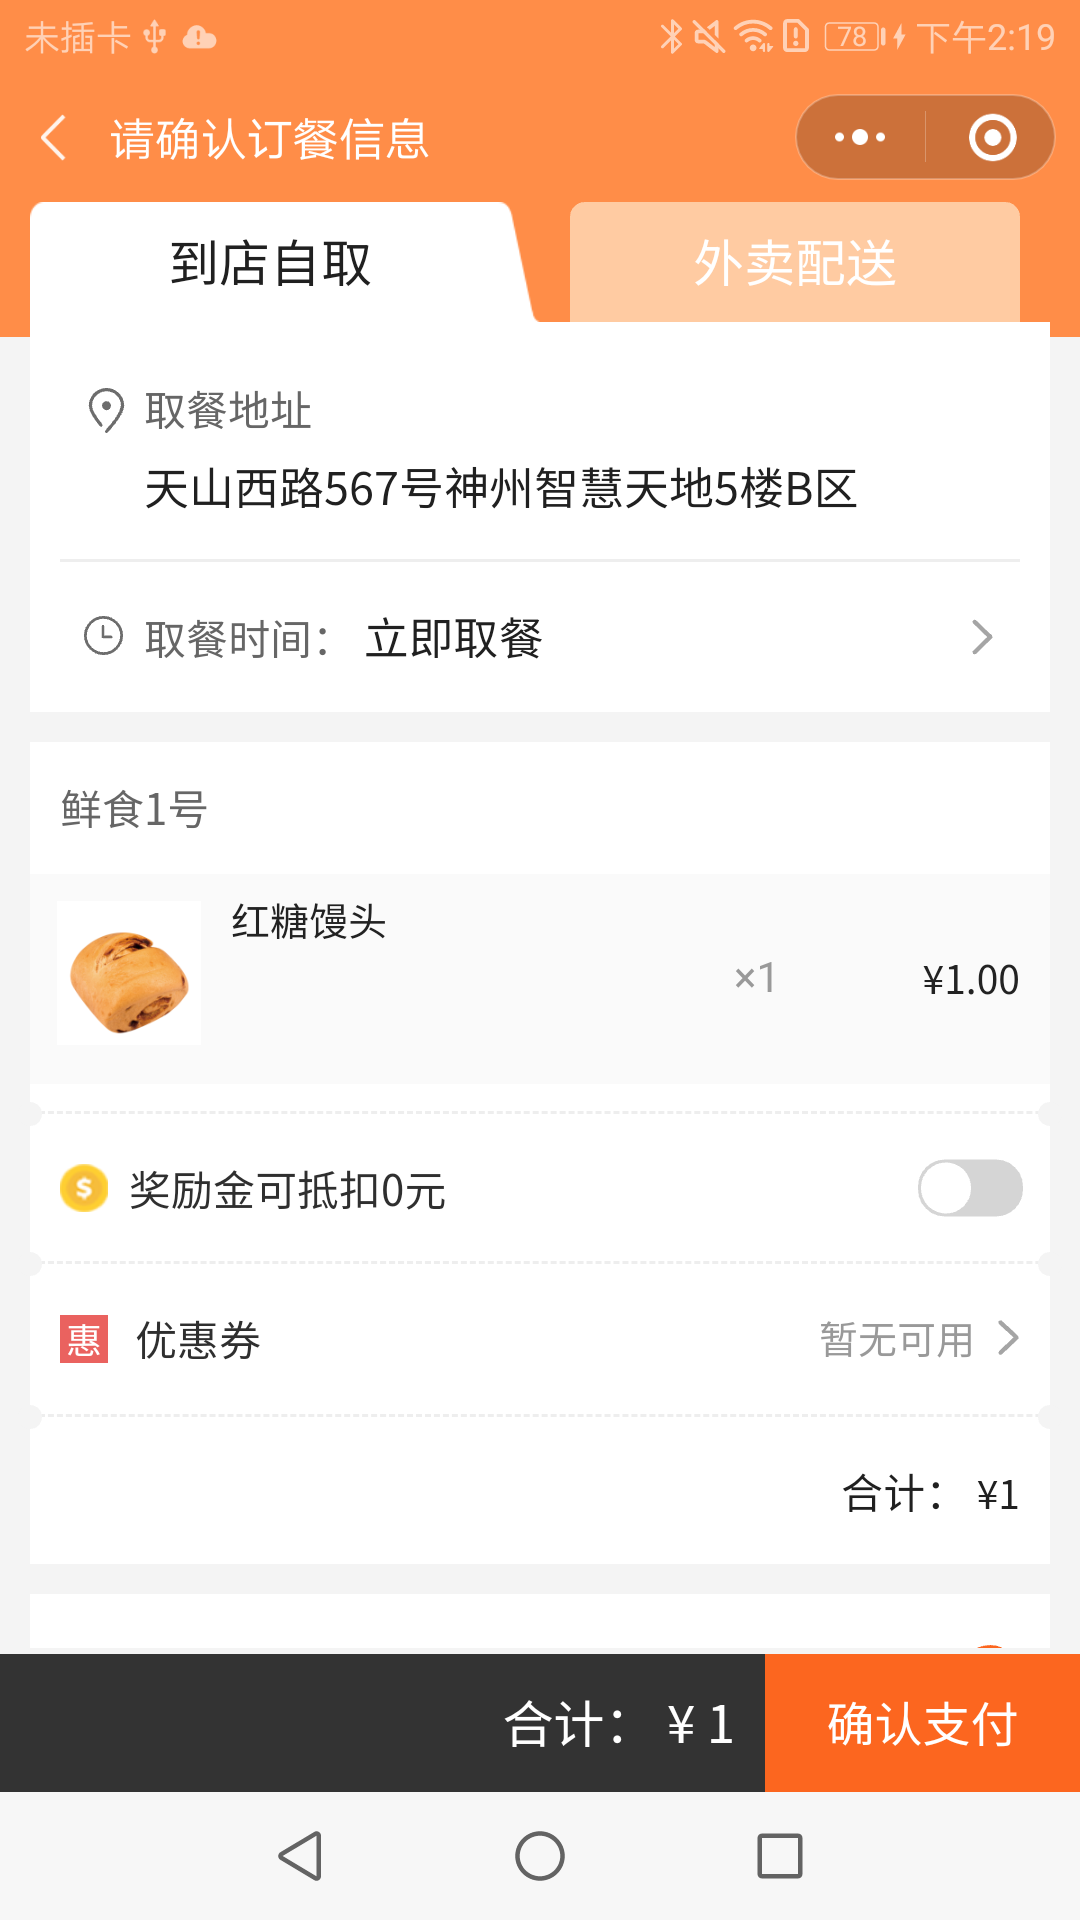 未插卡 78 下午2:19
请确认订餐信息
到店自取 外卖配送
取餐地址
天山西路567号神州智慧天地5楼B区
取餐时间： 立即取餐
鲜食1号
红糖馒头
×1 ¥1.00
奖励金可抵扣0元
惠 优惠券 暂无可用
合计： ¥1
合计： ¥ 1 确认支付